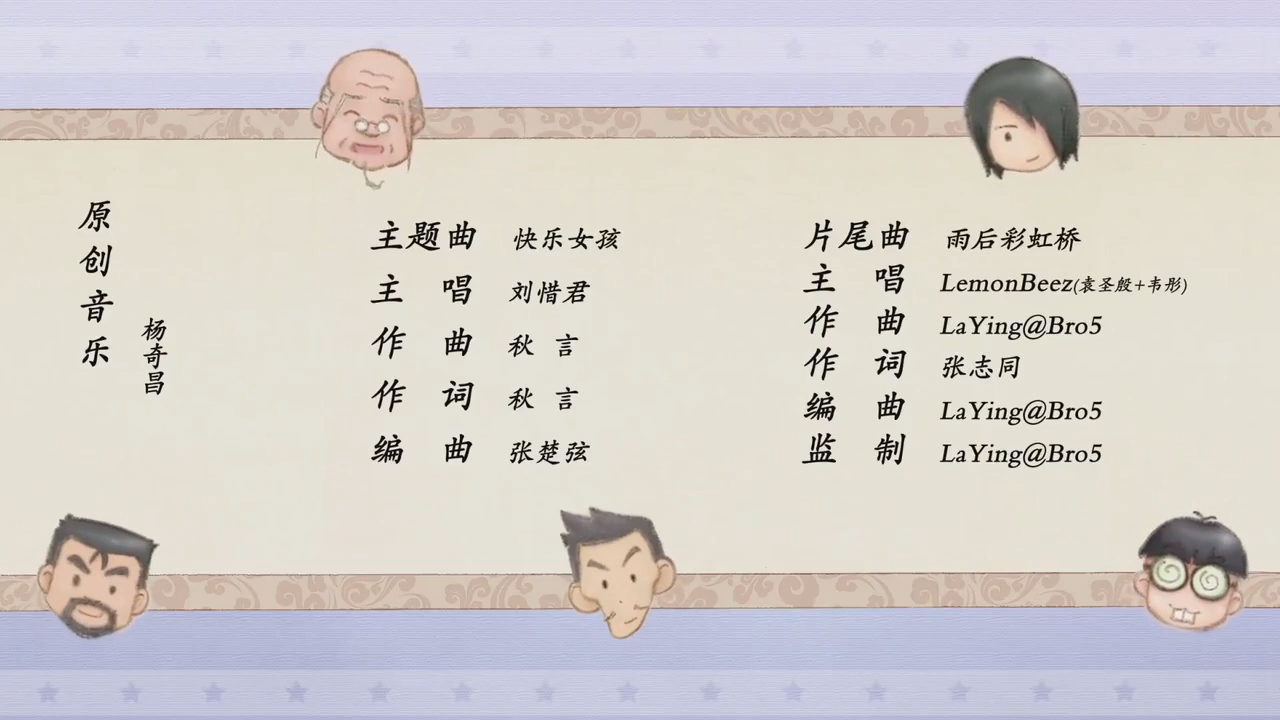 原创音乐
杨奇昌
主题曲 快乐女孩
主 唱 刘惜君
作 曲 秋 言
作 词 秋 言
编 曲 张楚弦
片尾曲 雨后彩虹桥
主 唱 LemonBeez(袁圣殷+韦彤)
作 曲 LaYing@Bro5
作 词 张志同
编 曲 LaYing@Bro5
监 制 LaYing@Bro5